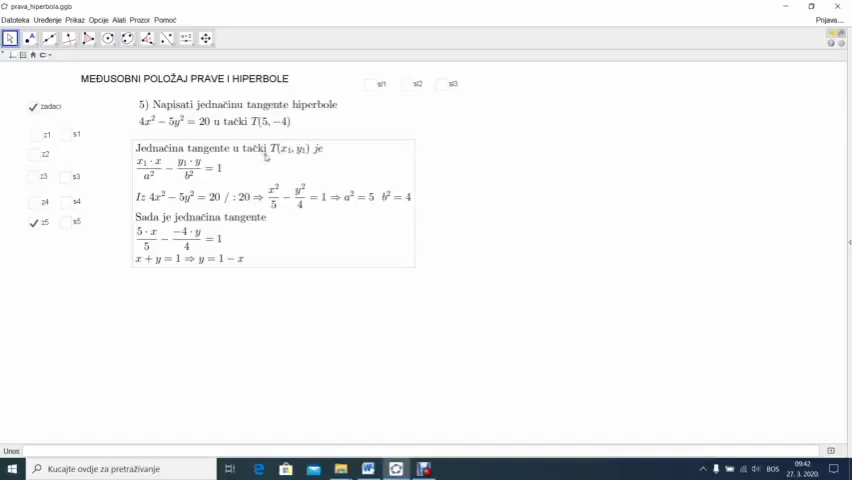 prava_hiperbola.ggb
Datoteka Uređenje Prikaz Opcije Alati Prozor Pomoć
Prijava...
a=2
MEĐUSOBNI POLOŽAJ PRAVE I HIPERBOLE
sl1 sl2 sl3
zadaci
5) Napisati jednačinu tangente hiperbole
4x² − 5y² = 20 u tački T(5, −4)
z1 s1
z2
z3 s3
z4 s4
z5 s5
Jednačina tangente u tački T(x₁, y₁) je
x₁ · x / a² − y₁ · y / b² = 1
Iz 4x² − 5y² = 20 / : 20 ⇒ x²/5 − y²/4 = 1 ⇒ a² = 5 b² = 4
Sada je jednačina tangente
5 · x / 5 − −4 · y / 4 = 1
x + y = 1 ⇒ y = 1 − x
Unos
Kucajte ovdje za pretraživanje
BOS
09:42
27. 3. 2020.